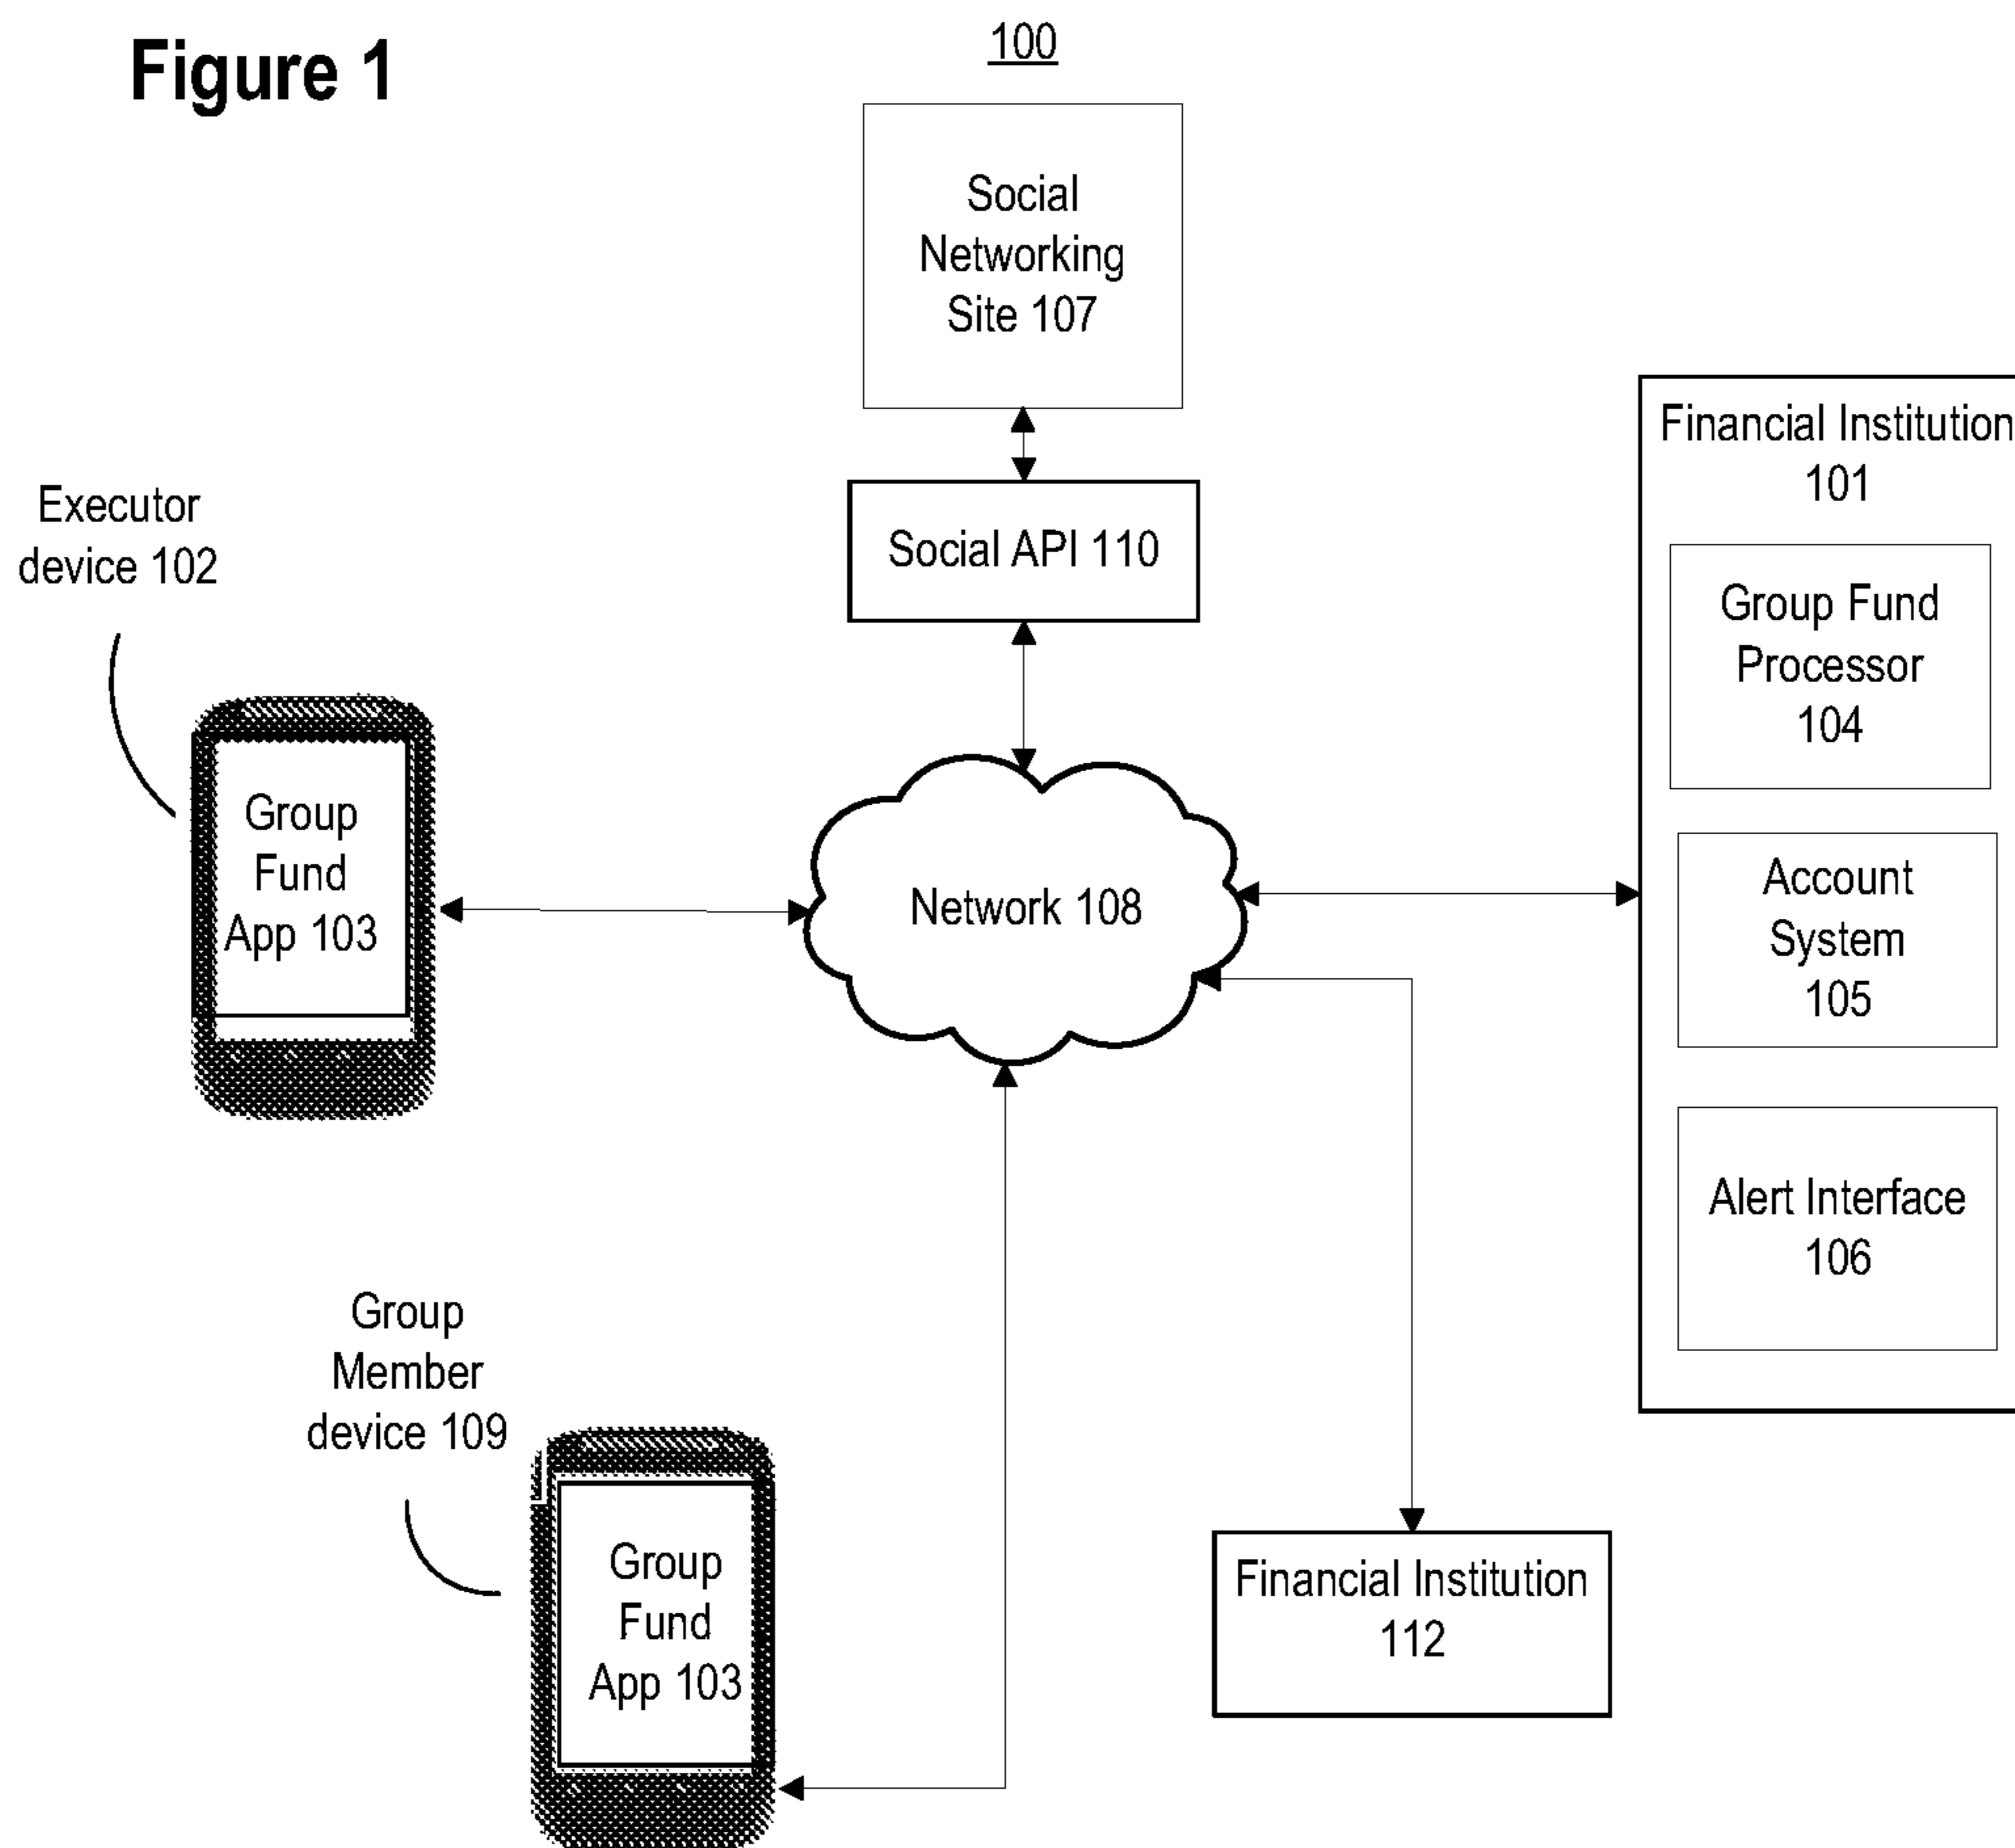 Figure 1
100
Social
Networking
Site 107
Social API 110
Executor
device 102
Group
Fund
App 103
Network 108
Financial Institution
101
Group Fund
Processor
104
Account
System
105
Alert Interface
106
Group
Member
device 109
Group
Fund
App 103
Financial Institution
112